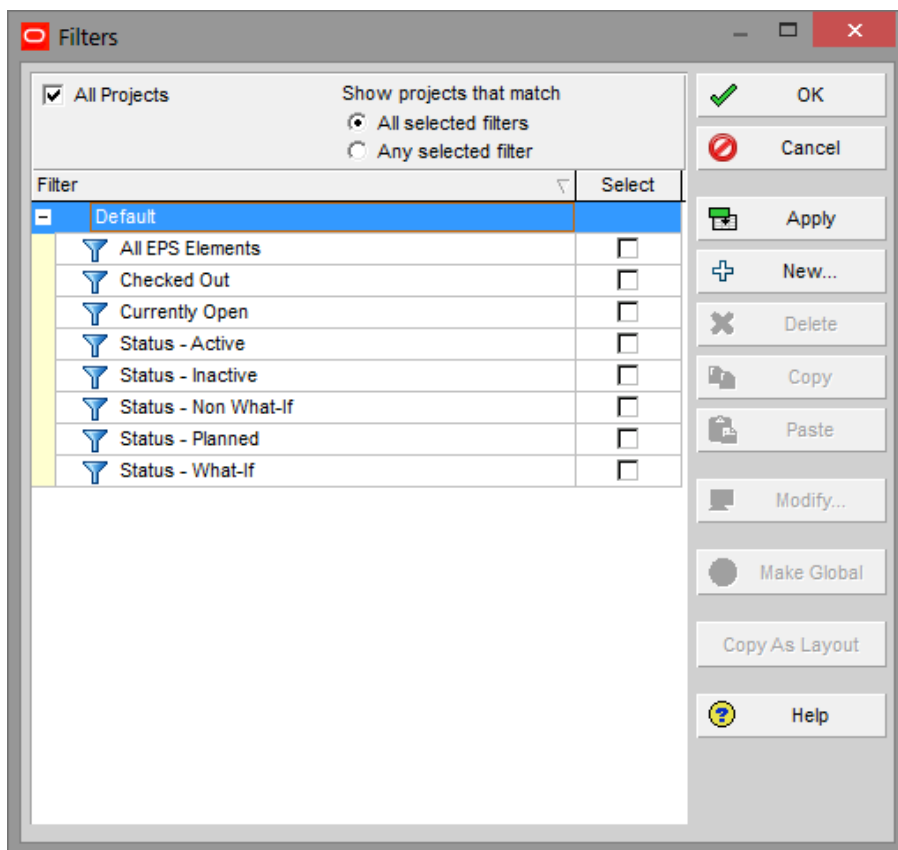 Filters
All Projects
Show projects that match
All selected filters
Any selected filter
Filter
Select
Default
All EPS Elements
Checked Out
Currently Open
Status - Active
Status - Inactive
Status - Non What-If
Status - Planned
Status - What-If
OK
Cancel
Apply
New...
Delete
Copy
Paste
Modify...
Make Global
Copy As Layout
Help